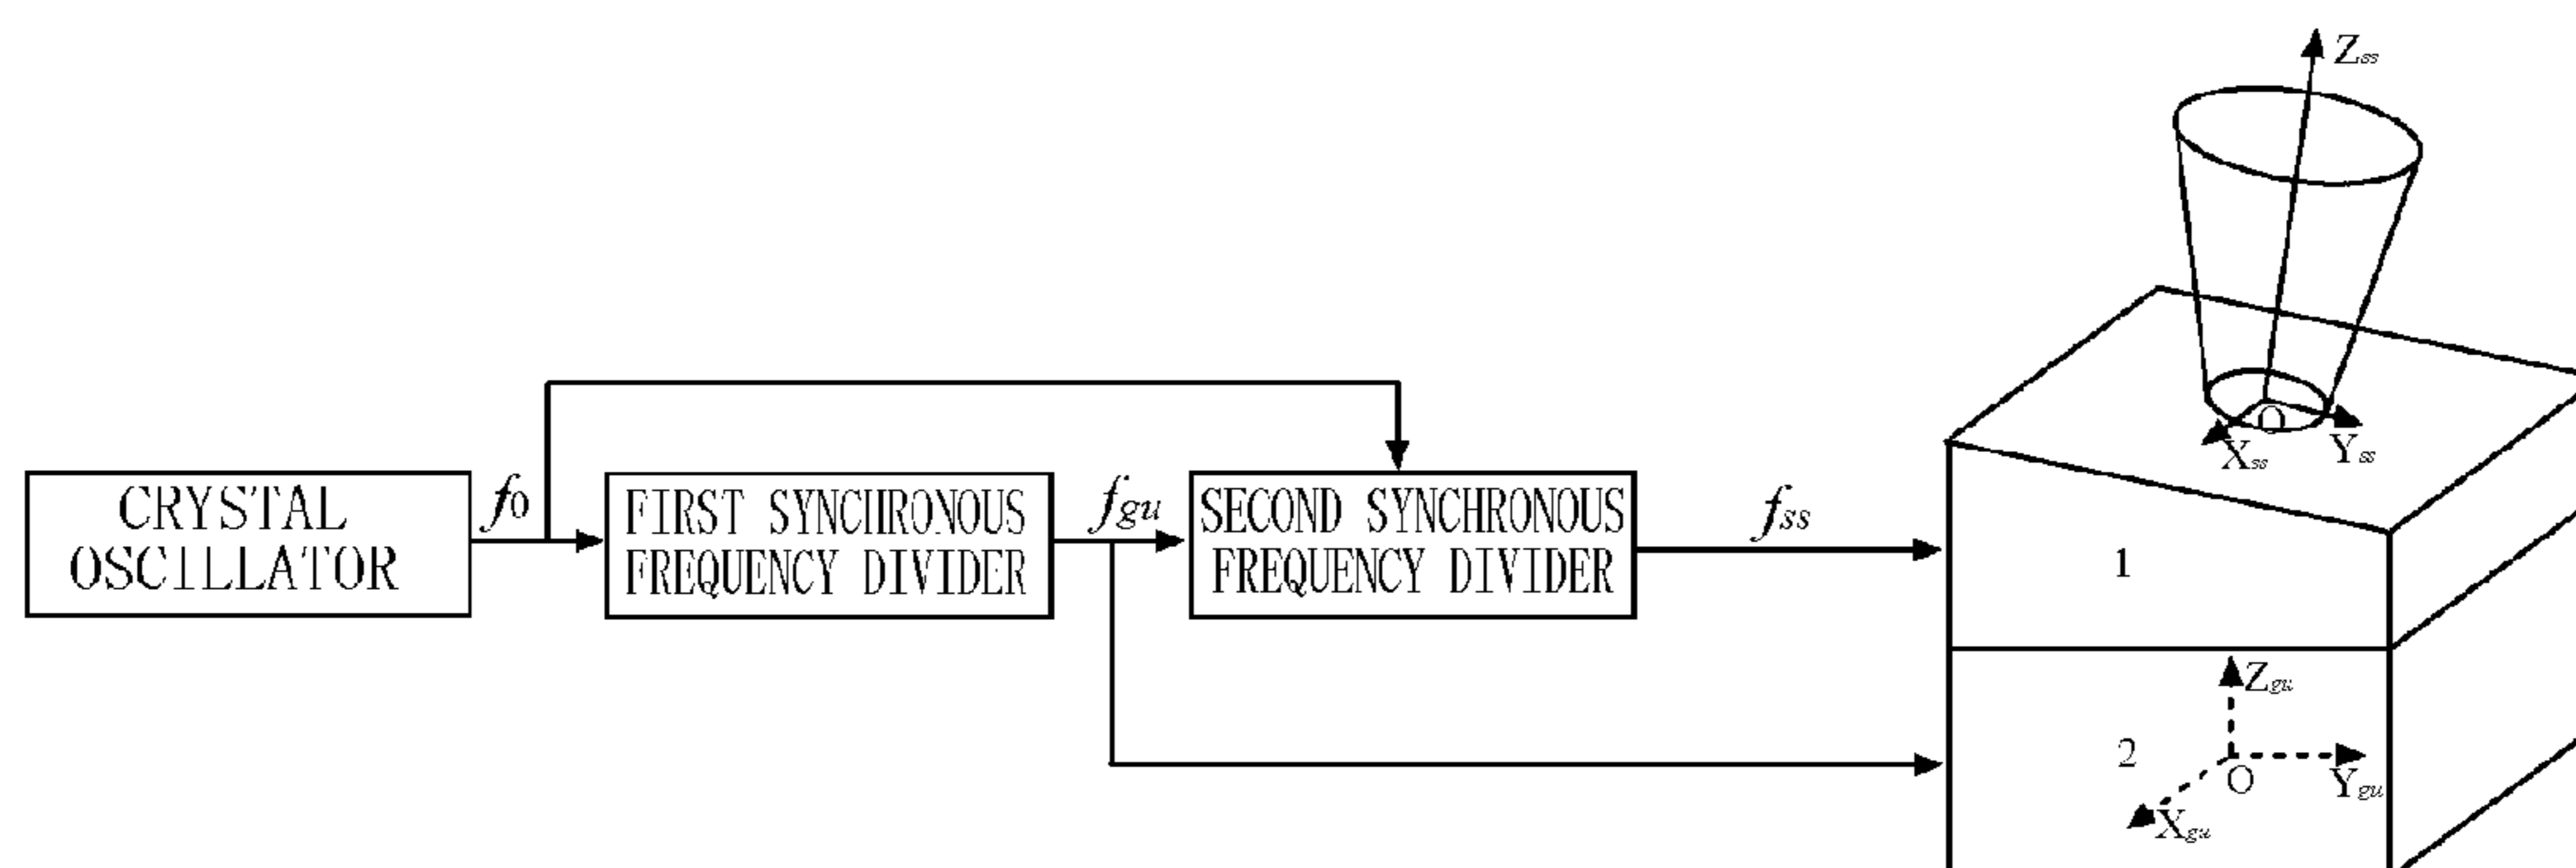 Zss
O
Xss
Yss
CRYSTAL
OSCILLATOR
f0
FIRST SYNCHRONOUS
FREQUENCY DIVIDER
fgu
SECOND SYNCHRONOUS
FREQUENCY DIVIDER
fss
1
Zgu
2
O
Ygu
Xgu